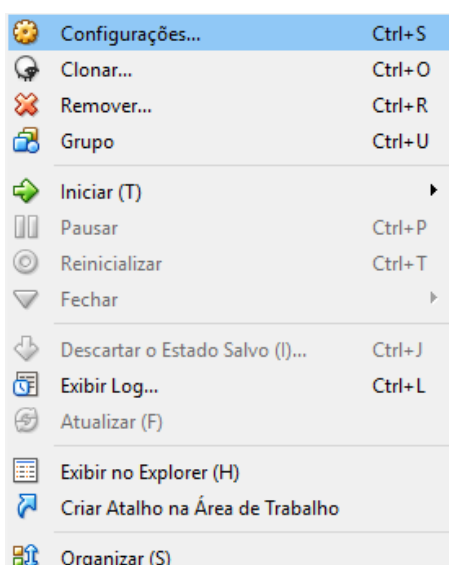 Configurações... Ctrl+S
Clonar... Ctrl+O
Remover... Ctrl+R
Grupo Ctrl+U
Iniciar (T)
Pausar Ctrl+P
Reinicializar Ctrl+T
Fechar
Descartar o Estado Salvo (I)... Ctrl+J
Exibir Log... Ctrl+L
Atualizar (F)
Exibir no Explorer (H)
Criar Atalho na Área de Trabalho
Organizar (S)